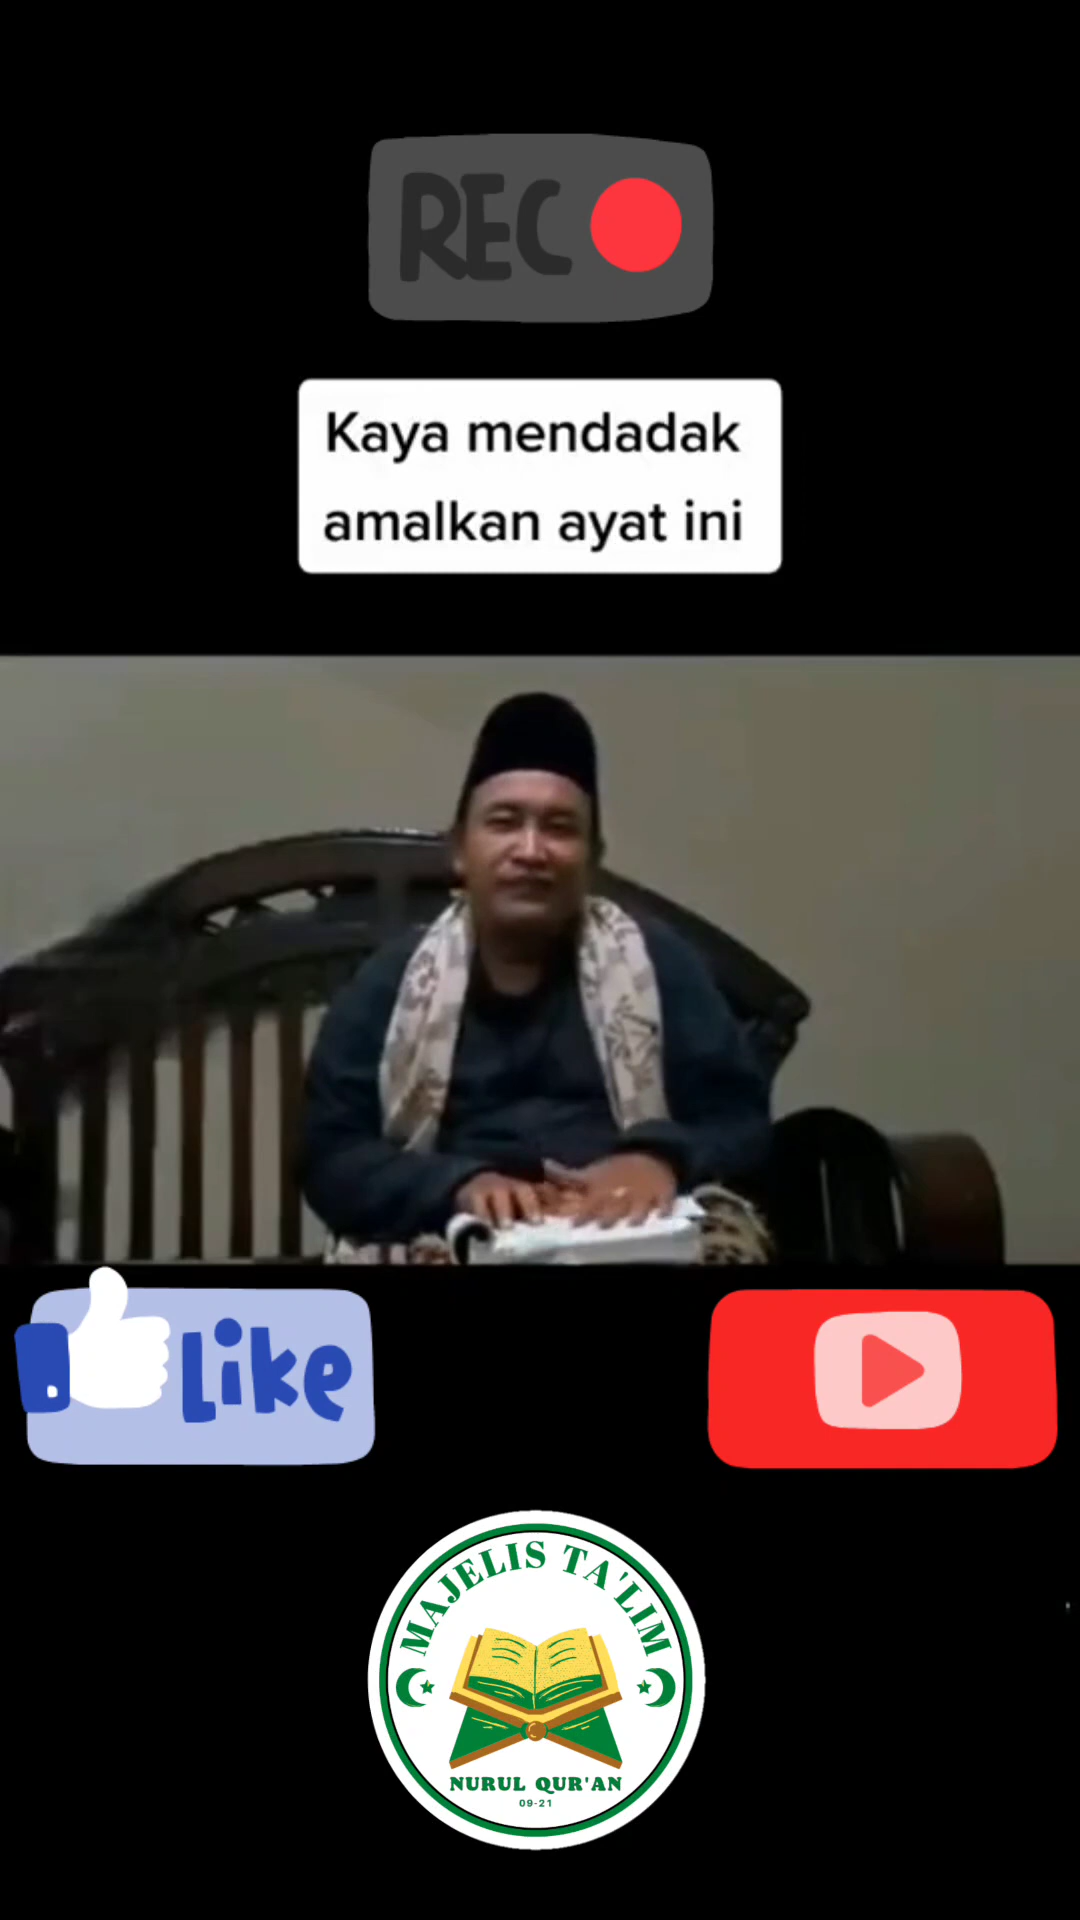 REC
Kaya mendadak
amalkan ayat ini
Like
MAJELIS TA'LIM
NURUL QUR'AN
09-21